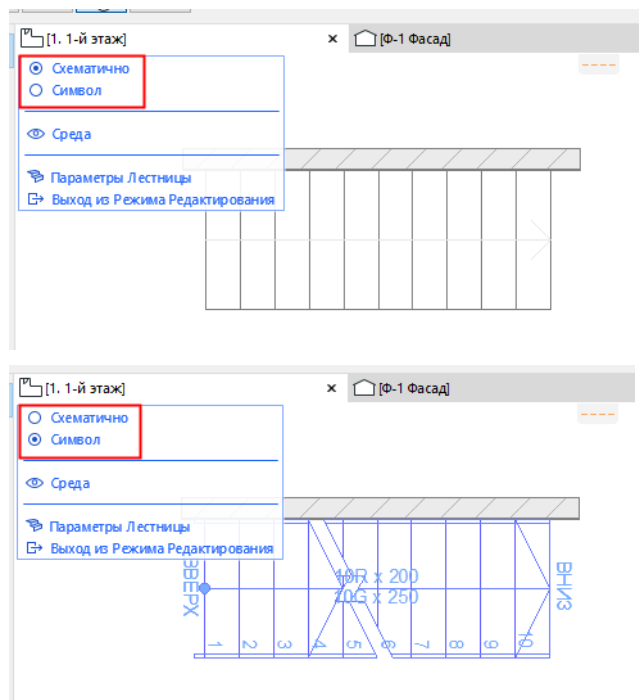 [1. 1-й этаж]
[Ф-1 Фасад]
Схематично
Символ
Среда
Параметры Лестницы
Выход из Режима Редактирования
[1. 1-й этаж]
[Ф-1 Фасад]
Схематично
Символ
Среда
Параметры Лестницы
Выход из Режима Редактирования
ВВЕРХ
10R x 200
10G x 250
ВНИЗ
1 2 3 4 5 6 7 8 9 10